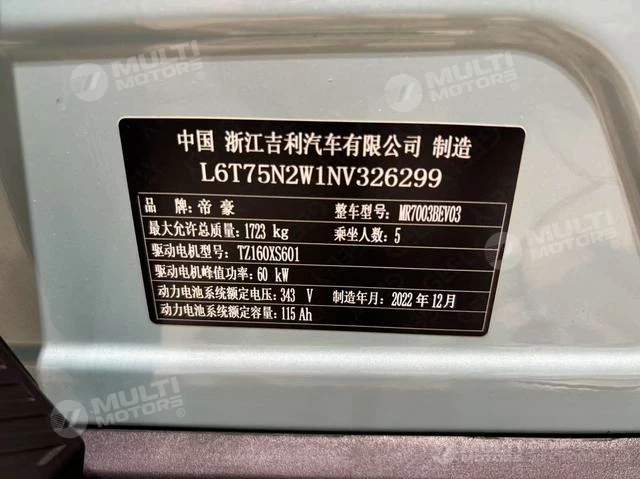 MULTI
MOTORS
MULTI
MOTORS
中国 浙江吉利汽车有限公司 制造
L6T75N2W1NV326299
品 牌:帝豪 整车型号: MR7003BEV03
最大允许总质量: 1723 kg 乘坐人数: 5
驱动电机型号: TZ160XS601
驱动电机峰值功率: 60 kW
动力电池系统额定电压: 343 V 制造年月: 2022 年 12月
动力电池系统额定容量: 115 Ah
MULTI
MOTORS
MULTI
MOTORS